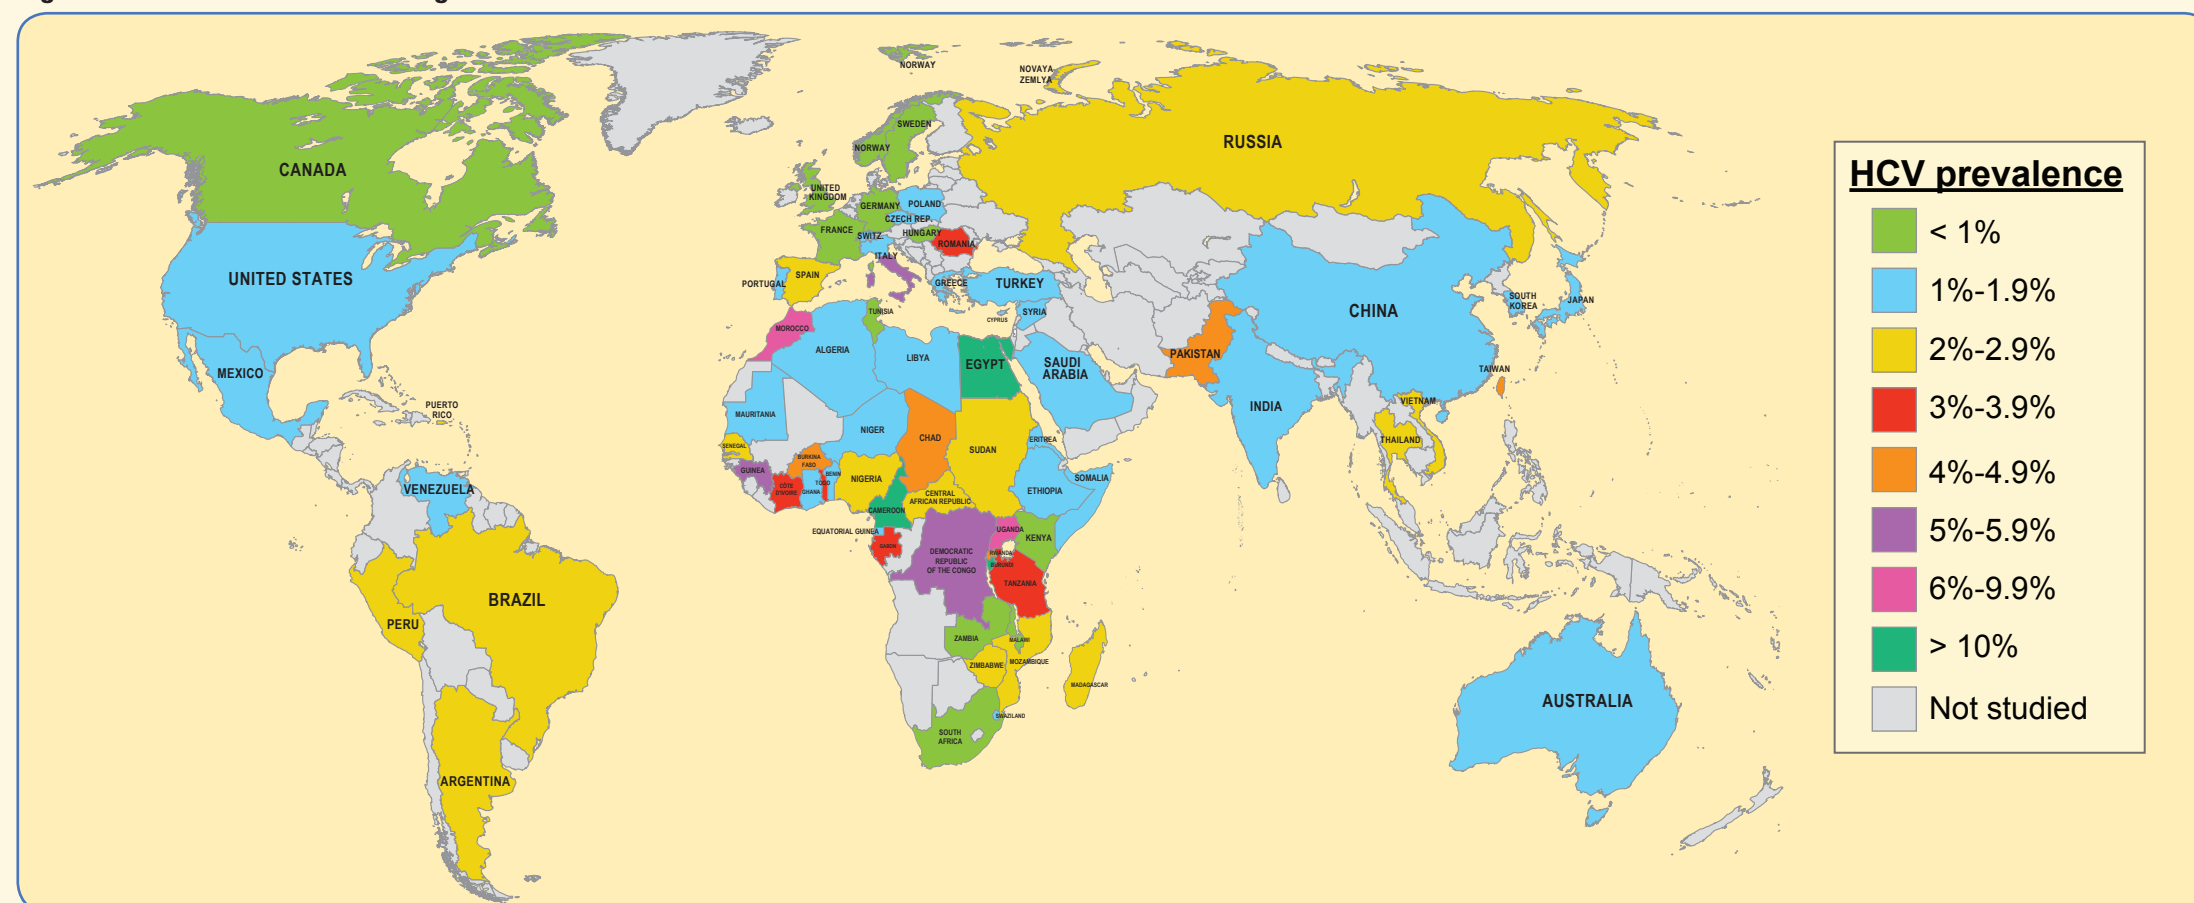 NORWAY
NOVAYA
ZEMLYA
SWEDEN
RUSSIA
NORWAY
CANADA
UNITED
KINGDOM
GERMANY
POLAND
CZECH REP.
FRANCE
SWITZ.
HUNGARY
ROMANIA
ITALY
UNITED STATES
SPAIN
PORTUGAL
GREECE
TURKEY
SOUTH
KOREA
JAPAN
CHINA
TUNISIA
CYPRUS
SYRIA
MOROCCO
ALGERIA
LIBYA
EGYPT
SAUDI
ARABIA
PAKISTAN
TAIWAN
MEXICO
PUERTO
RICO
MAURITANIA
INDIA
VIETNAM
NIGER
CHAD
SUDAN
ERITREA
THAILAND
SENEGAL
BURKINA
FASO
GUINEA
BENIN
TOGO
CÔTE
D'IVOIRE
GHANA
NIGERIA
SOMALIA
ETHIOPIA
VENEZUELA
CENTRAL
AFRICAN REPUBLIC
CAMEROON
EQUATORIAL GUINEA
UGANDA
KENYA
GABON
DEMOCRATIC
REPUBLIC
OF THE CONGO
RWANDA
BURUNDI
TANZANIA
BRAZIL
PERU
ZAMBIA
MALAWI
ZIMBABWE
MOZAMBIQUE
MADAGASCAR
AUSTRALIA
SWAZILAND
SOUTH
AFRICA
ARGENTINA
HCV prevalence
< 1%
1%-1.9%
2%-2.9%
3%-3.9%
4%-4.9%
5%-5.9%
6%-9.9%
> 10%
Not studied